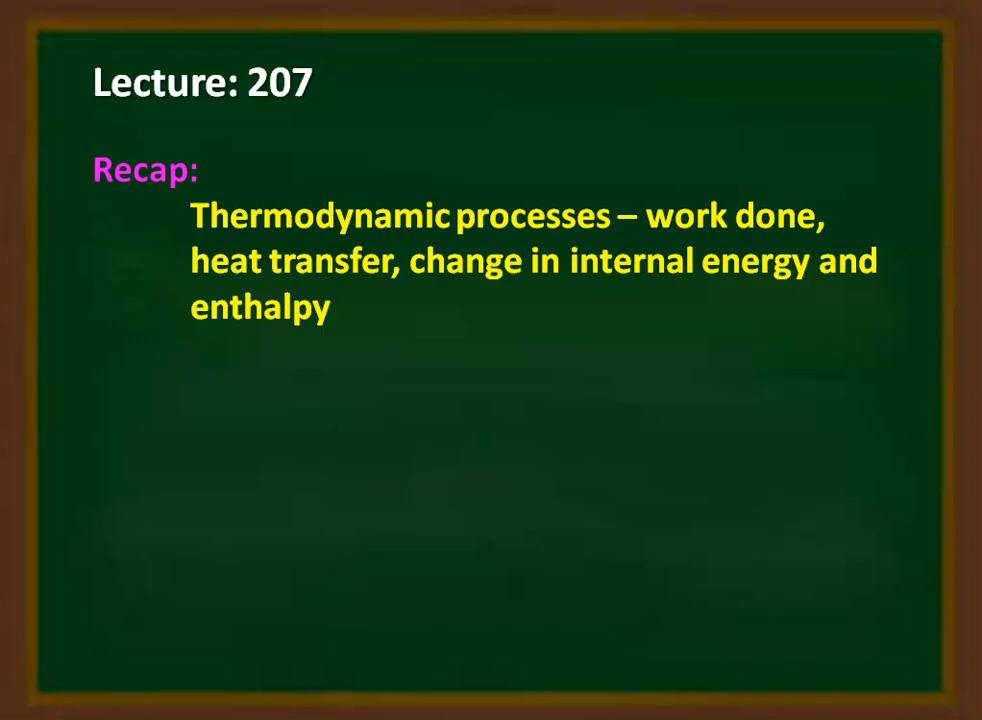 Lecture: 207
Recap:
Thermodynamic processes – work done,
heat transfer, change in internal energy and
enthalpy